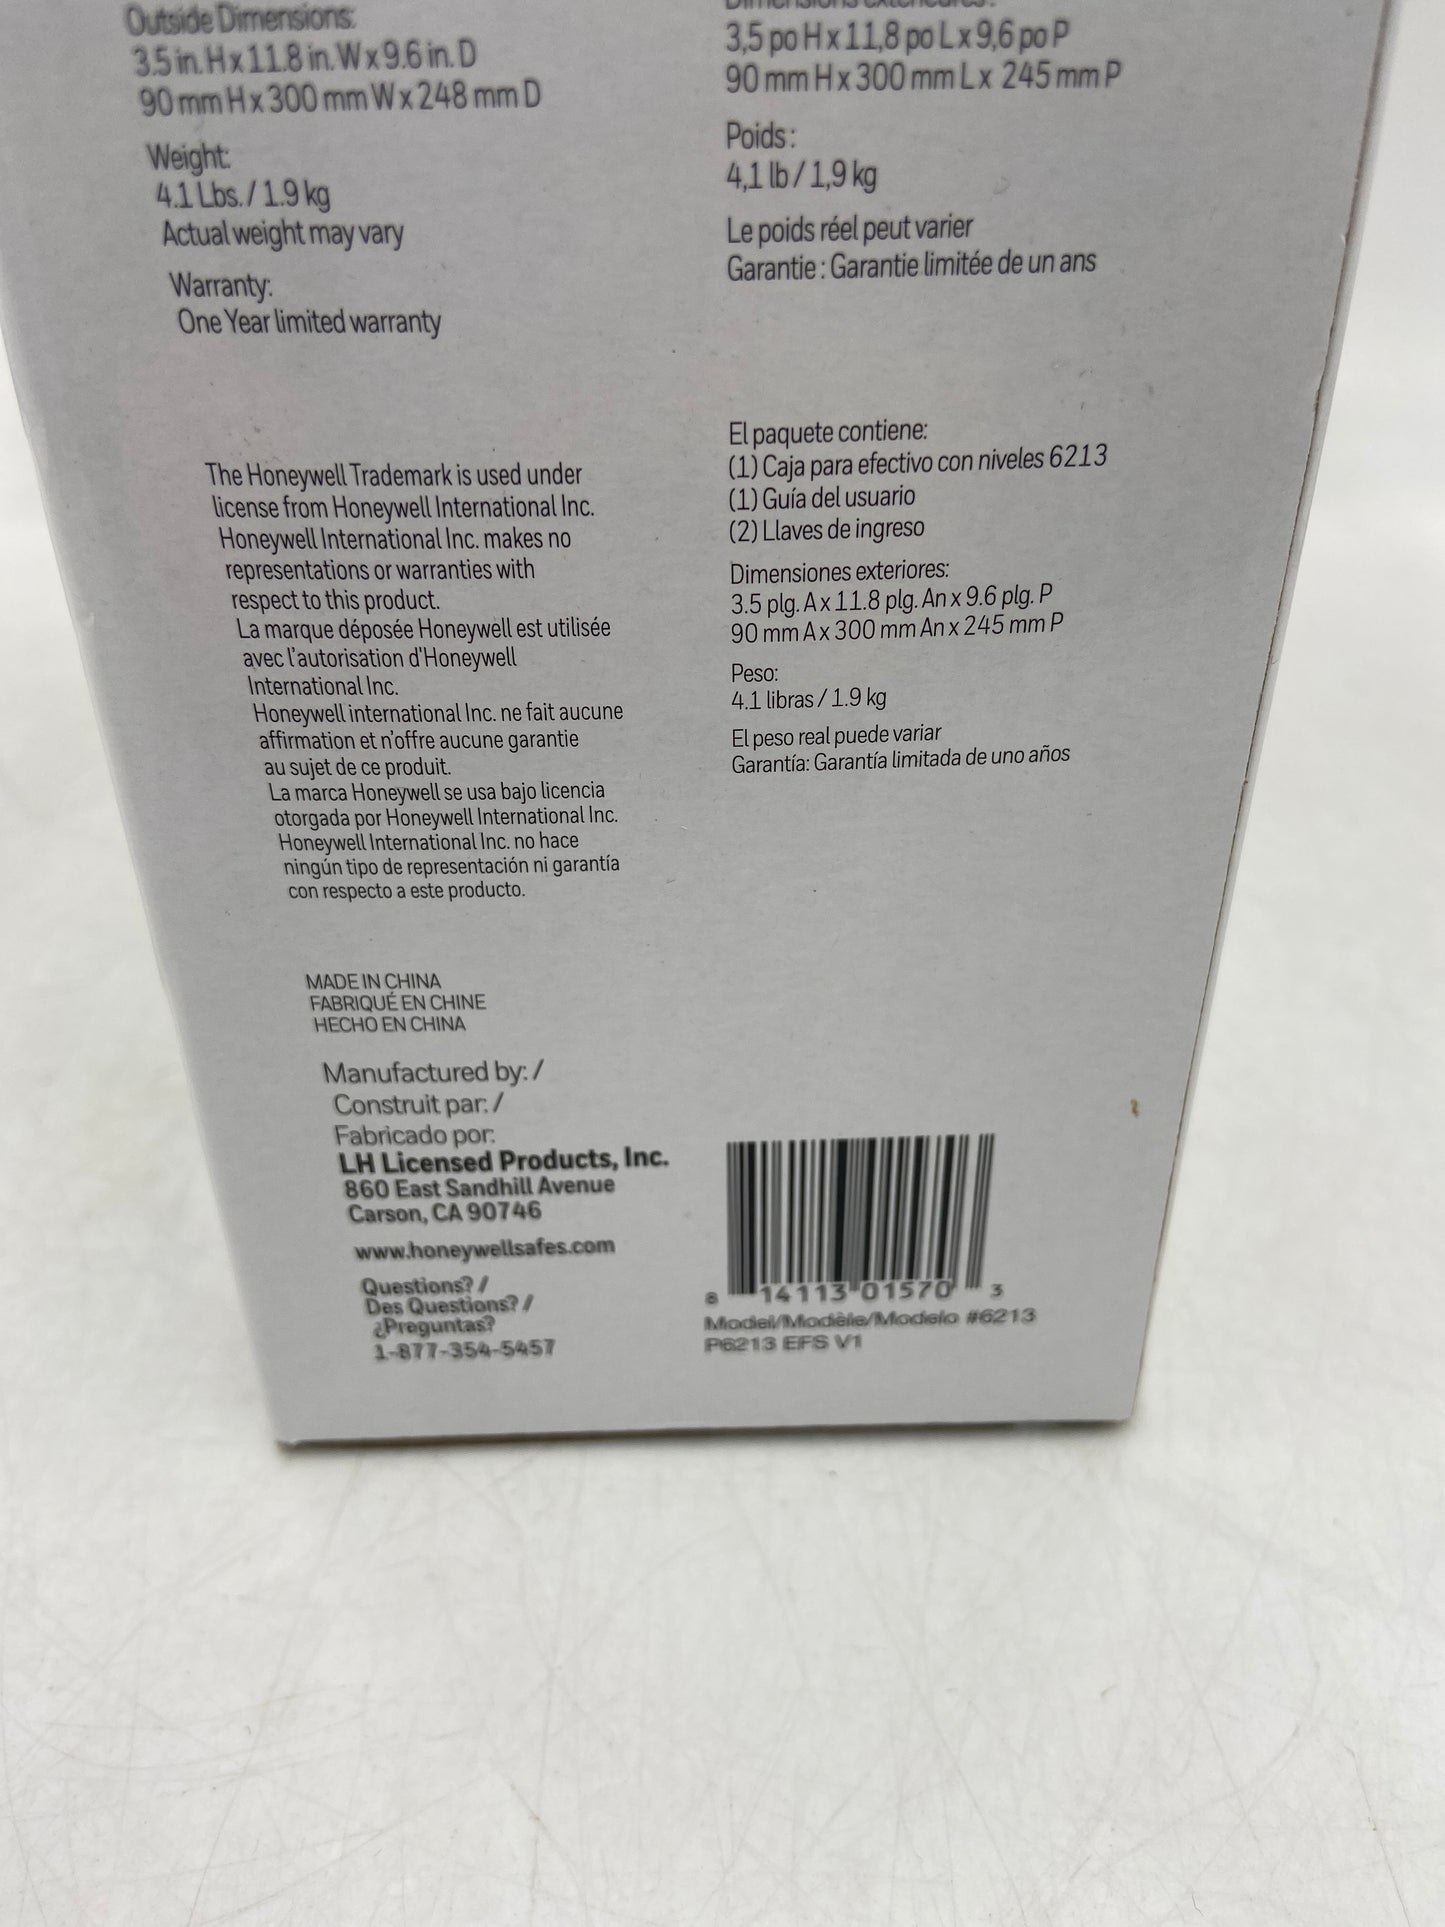 Outside Dimensions:
3.5 in. H x 11.8 in. W x 9.6 in. D
90 mm H x 300 mm W x 248 mm D
Weight:
4.1 Lbs. / 1.9 kg
Actual weight may vary
Warranty:
One Year limited warranty
The Honeywell Trademark is used under
license from Honeywell International Inc.
Honeywell International Inc. makes no
representations or warranties with
respect to this product.
La marque déposée Honeywell est utilisée
avec l'autorisation d'Honeywell
International Inc.
Honeywell international Inc. ne fait aucune
affirmation et n'offre aucune garantie
au sujet de ce produit.
La marca Honeywell se usa bajo licencia
otorgada por Honeywell International Inc.
Honeywell International Inc. no hace
ningún tipo de representación ni garantía
con respecto a este producto.
MADE IN CHINA
FABRIQUÉ EN CHINE
HECHO EN CHINA
Manufactured by: /
Construit par: /
Fabricado por:
LH Licensed Products, Inc.
860 East Sandhill Avenue
Carson, CA 90746
www.honeywellsafes.com
Questions? /
Des Questions? /
¿Preguntas?
1-877-354-5457
Dimensions extérieures :
3,5 po H x 11,8 po L x 9,6 po P
90 mm H x 300 mm L x 245 mm P
Poids :
4,1 lb / 1,9 kg
Le poids réel peut varier
Garantie : Garantie limitée de un ans
El paquete contiene:
(1) Caja para efectivo con niveles 6213
(1) Guía del usuario
(2) Llaves de ingreso
Dimensiones exteriores:
3.5 plg. A x 11.8 plg. An x 9.6 plg. P
90 mm A x 300 mm An x 245 mm P
Peso:
4.1 libras / 1.9 kg
El peso real puede variar
Garantía: Garantía limitada de uno años
8 14113 01570 3
Model/Modèle/Modelo #6213
P6213 EFS V1